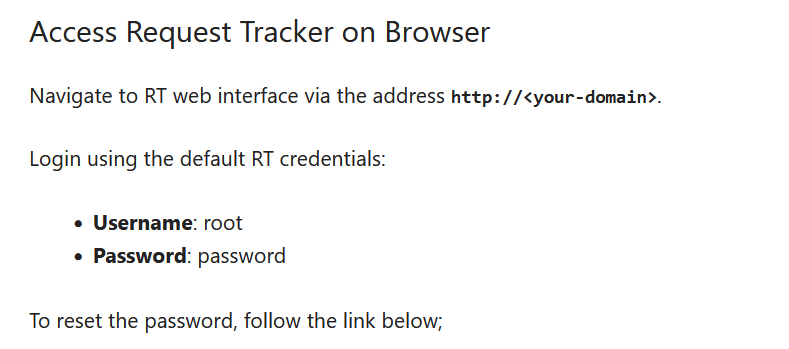 Access Request Tracker on Browser
Navigate to RT web interface via the address http://<your-domain>.
Login using the default RT credentials:
• Username: root
• Password: password
To reset the password, follow the link below;